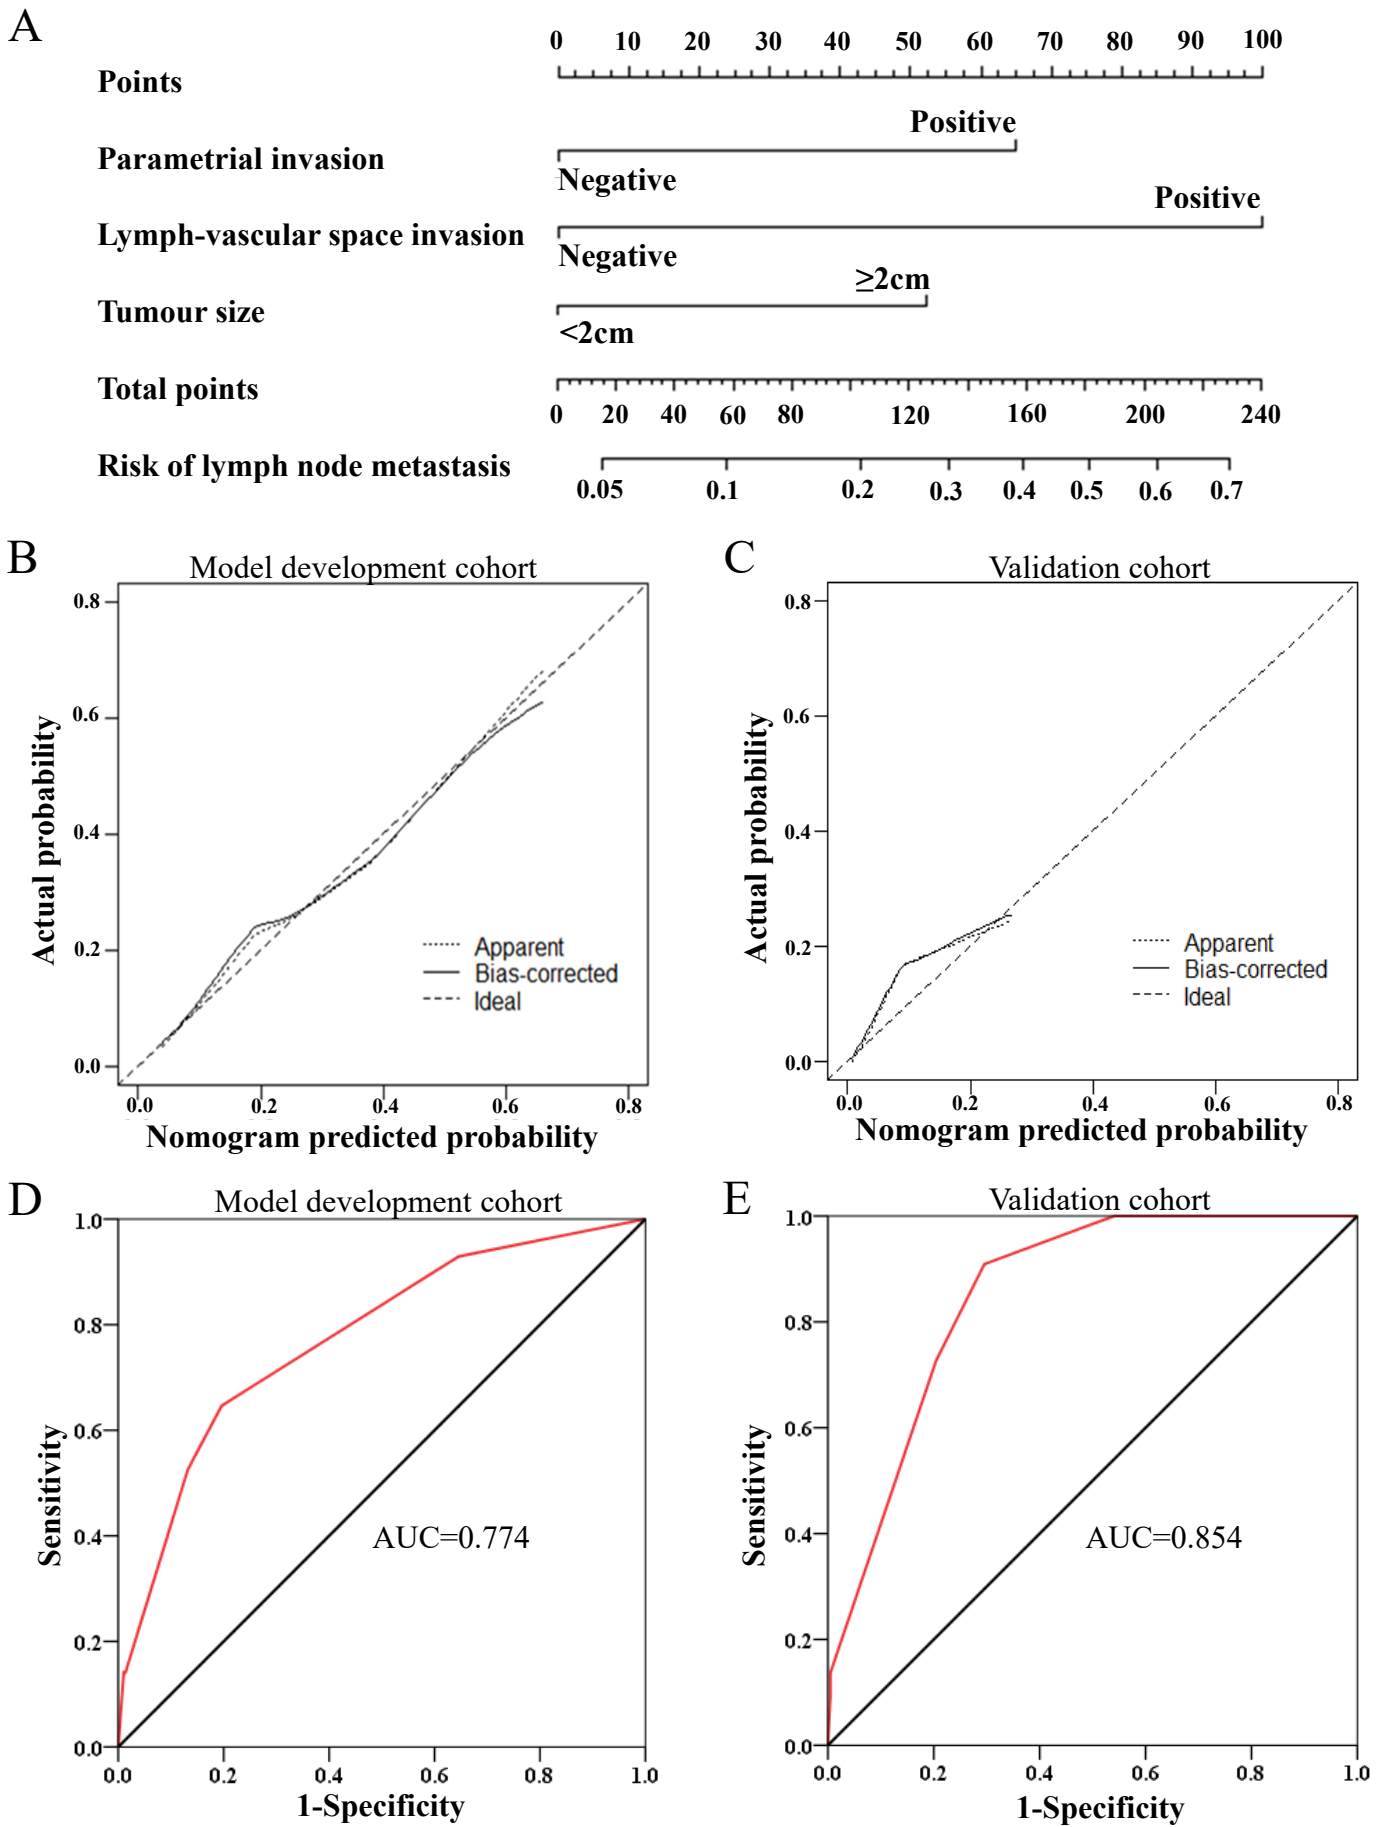 A
0 10 20 30 40 50 60 70 80 90 100
Points
Positive
Parametrial invasion
Negative
Positive
Lymph-vascular space invasion
Negative
≥2cm
Tumour size
<2cm
Total points
0 20 40 60 80 120 160 200 240
Risk of lymph node metastasis
0.05 0.1 0.2 0.3 0.4 0.5 0.6 0.7
B
Model development cohort
0.8
0.6
0.4
0.2
0.0
Actual probability
Apparent
Bias-corrected
Ideal
0.0 0.2 0.4 0.6 0.8
Nomogram predicted probability
C
Validation cohort
0.8
0.6
0.4
0.2
0.0
Actual probability
Apparent
Bias-corrected
Ideal
0.0 0.2 0.4 0.6 0.8
Nomogram predicted probability
D
Model development cohort
1.0
0.8
0.6
0.4
0.2
0.0
Sensitivity
AUC=0.774
0.0 0.2 0.4 0.6 0.8 1.0
1-Specificity
E
Validation cohort
1.0
0.8
0.6
0.4
0.2
0.0
Sensitivity
AUC=0.854
0.0 0.2 0.4 0.6 0.8 1.0
1-Specificity